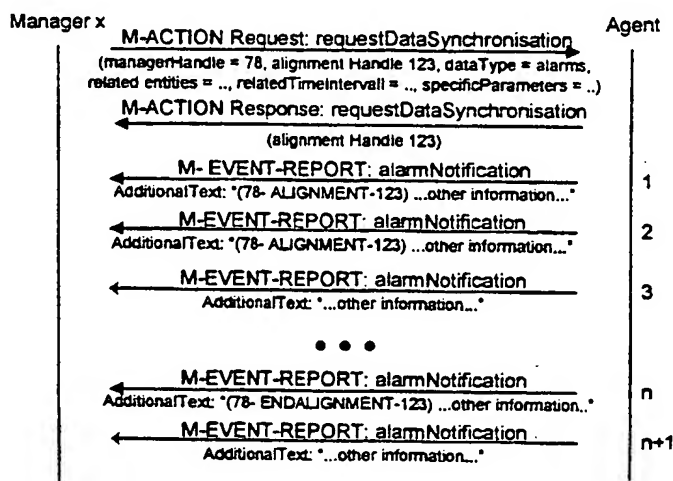 Manager x
Agent
M-ACTION Request: requestDataSynchronisation
(managerHandle = 78, alignment Handle 123, dataType = alarms,
related entities = .., relatedTimeIntervall = .., specificParameters = ..)
M-ACTION Response: requestDataSynchronisation
(alignment Handle 123)
M- EVENT-REPORT: alarmNotification
1
AdditionalText: "(78- ALIGNMENT-123) ...other information..."
M-EVENT-REPORT: alarmNotification
2
AdditionalText: "(78- ALIGNMENT-123) ...other information..."
M-EVENT-REPORT: alarmNotification
3
AdditionalText: "...other information..."
• • •
M-EVENT-REPORT: alarmNotification
n
AdditionalText: "(78- ENDALIGNMENT-123) ...other information.."
M-EVENT-REPORT: alarmNotification
n+1
AdditionalText: "...other information..."